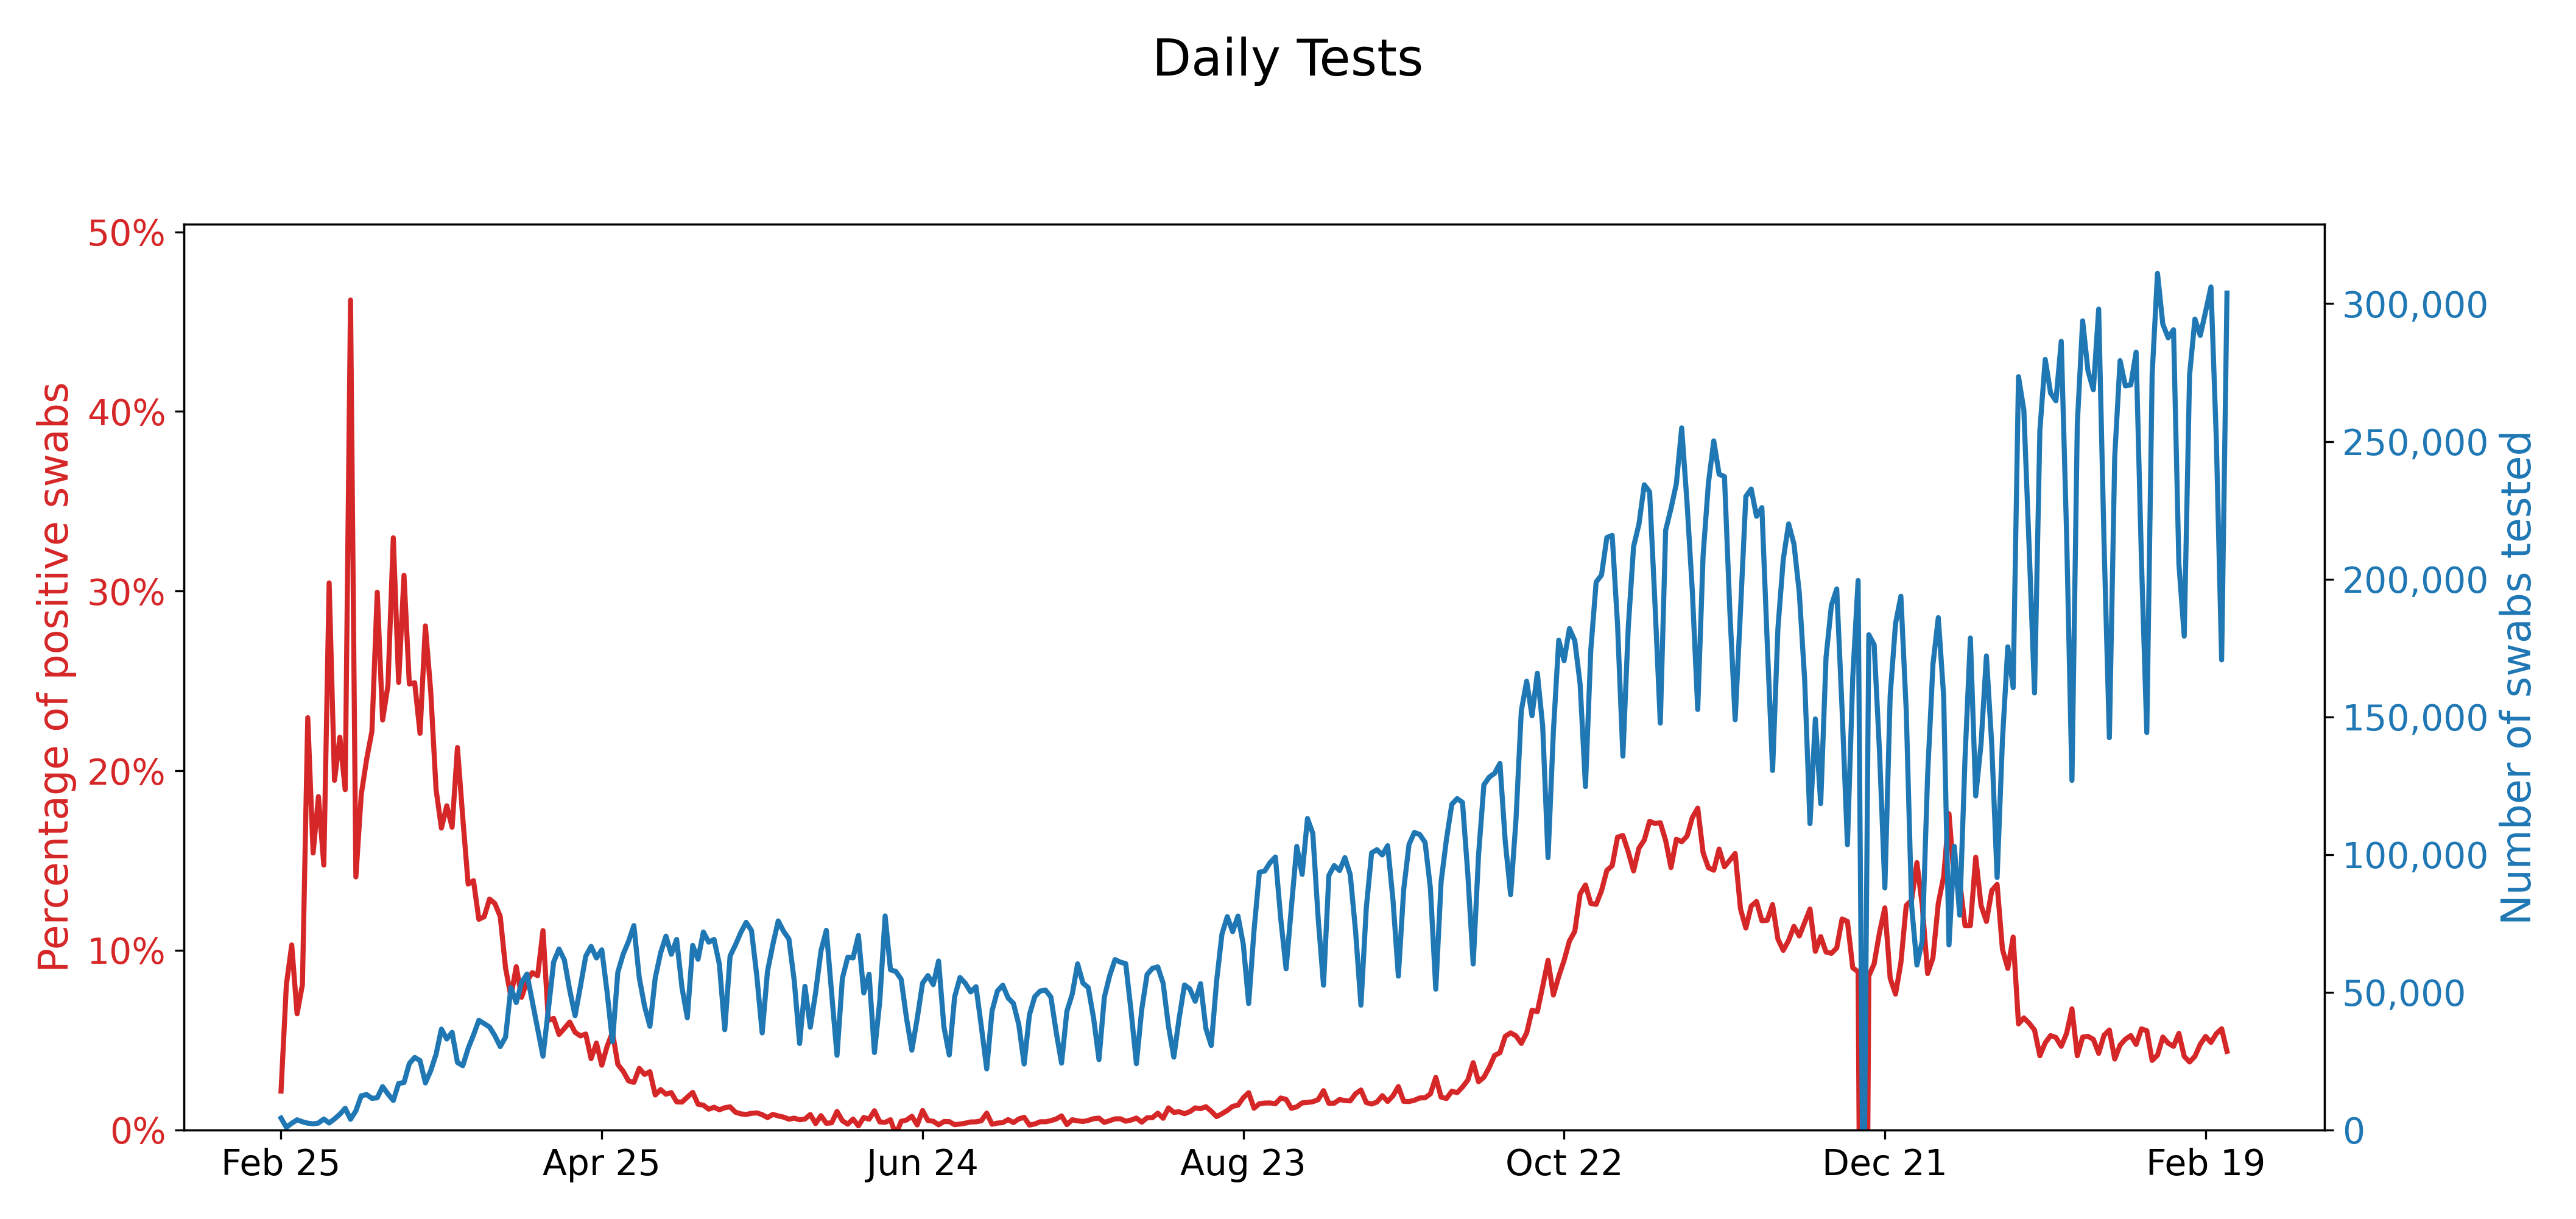 Daily Tests
Percentage of positive swabs
50%
40%
30%
20%
10%
0%
300,000
250,000
200,000
150,000
100,000
50,000
0
Number of swabs tested
Feb 25
Apr 25
Jun 24
Aug 23
Oct 22
Dec 21
Feb 19